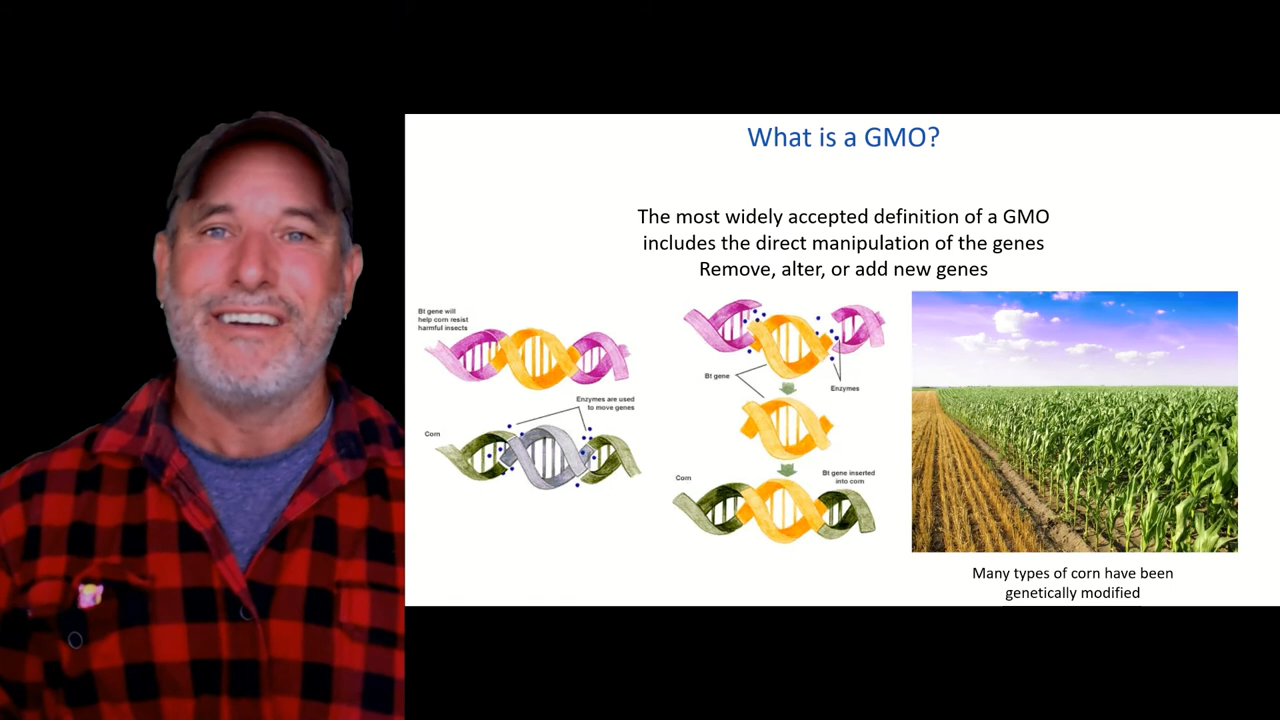 What is a GMO?
The most widely accepted definition of a GMO
includes the direct manipulation of the genes
Remove, alter, or add new genes
Bt gene will
help corn resist
harmful insects
Enzymes are used
to move genes
Corn
Bt gene
Enzymes
Corn
Bt gene inserted
into corn
Many types of corn have been
genetically modified